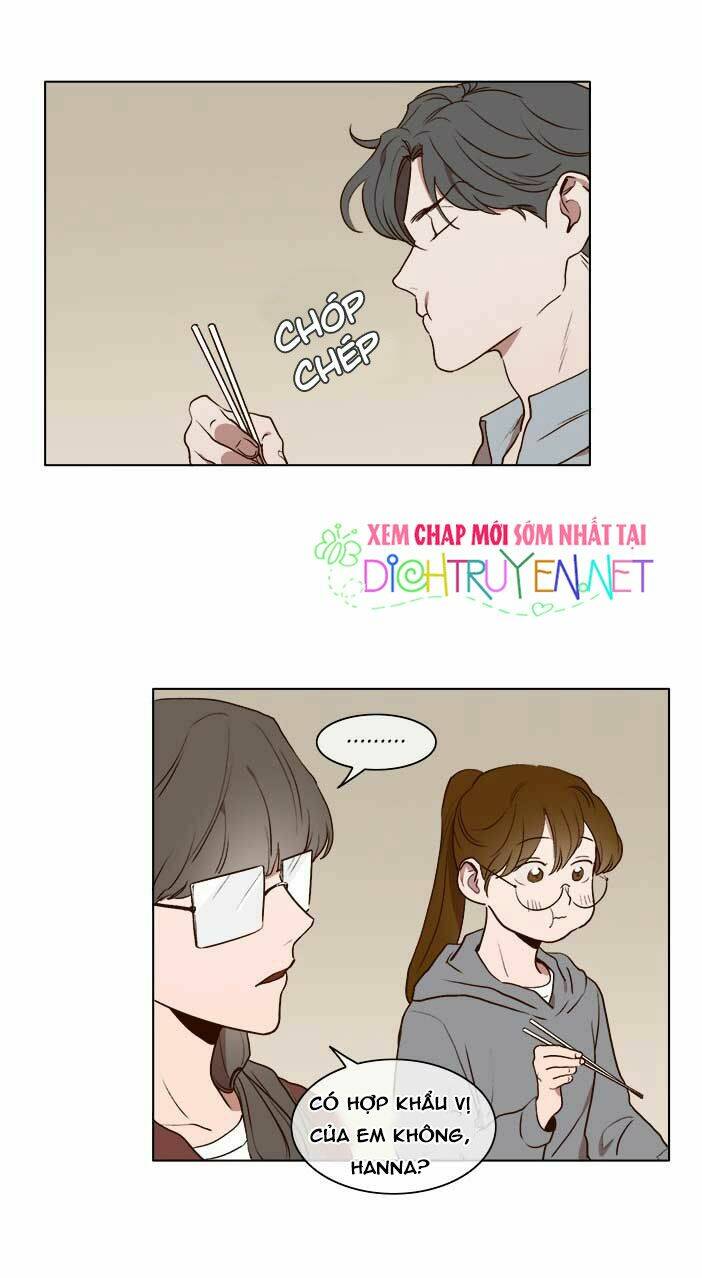 CHÓP
CHÉP
XEM CHAP MỚI SỚM NHẤT TẠI
DICHTRUYEN.NET
.........
CÓ HỢP KHẨU VỊ
CỦA EM KHÔNG,
HANNA?